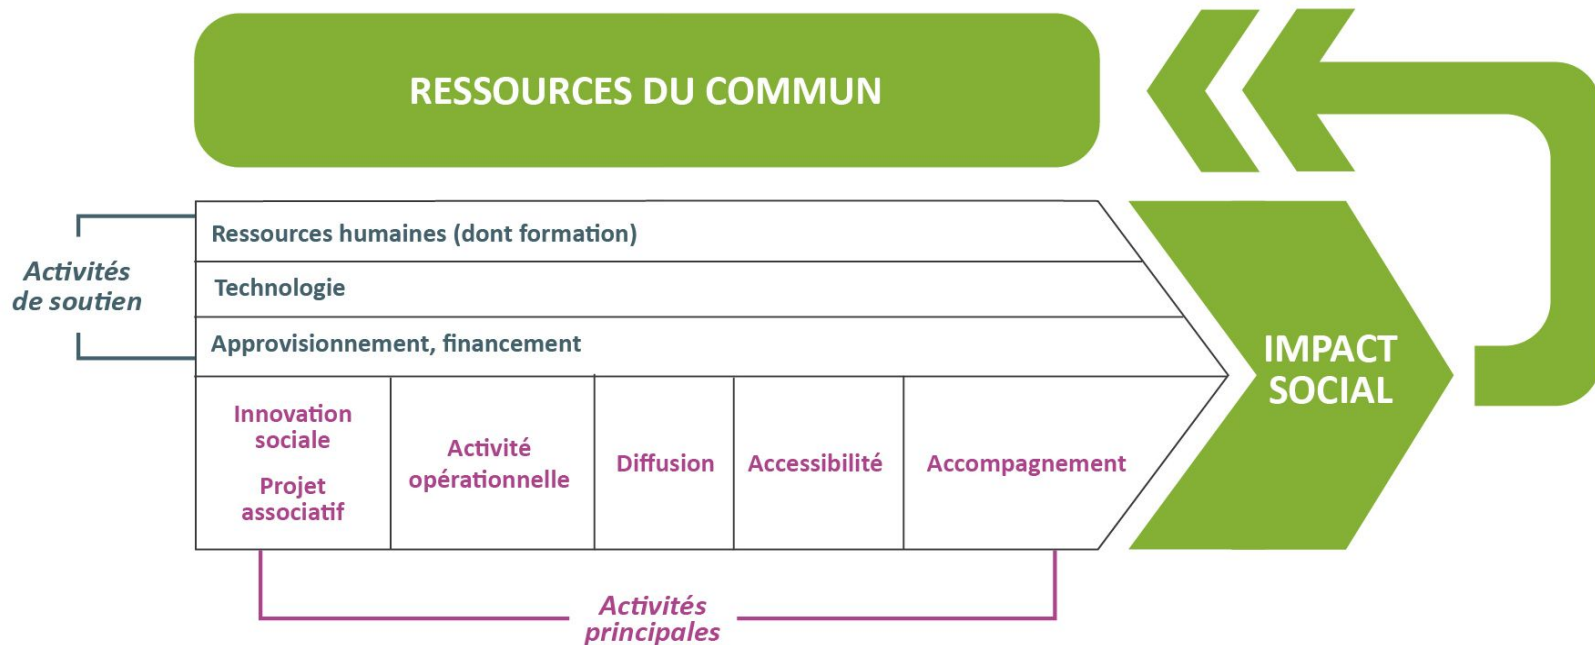 RESSOURCES DU COMMUN
Activités
de soutien
Ressources humaines (dont formation)
Technologie
Approvisionnement, financement
Innovation
sociale
Projet
associatif
Activité
opérationnelle
Diffusion
Accessibilité
Accompagnement
IMPACT
SOCIAL
Activités
principales